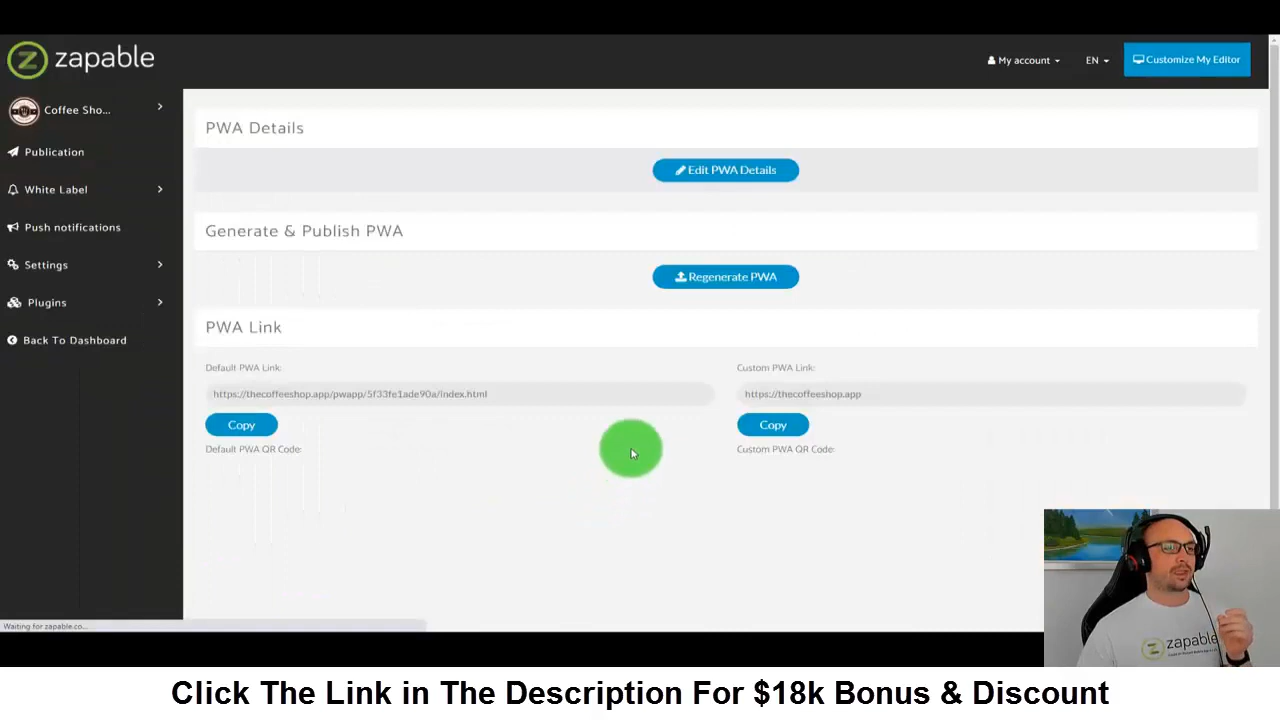 zapable
My account
EN
Customize My Editor
Coffee Sho...
Publication
White Label
Push notifications
Settings
Plugins
Back To Dashboard
PWA Details
Edit PWA Details
Generate & Publish PWA
Regenerate PWA
PWA Link
Default PWA Link:
https://thecoffeeshop.app/pwapp/5f33fe1ade90a/index.html
Copy
Default PWA QR Code:
Custom PWA Link:
https://thecoffeeshop.app
Copy
Custom PWA QR Code:
Waiting for zapable.co...
zapable
Click The Link in The Description For $18k Bonus & Discount